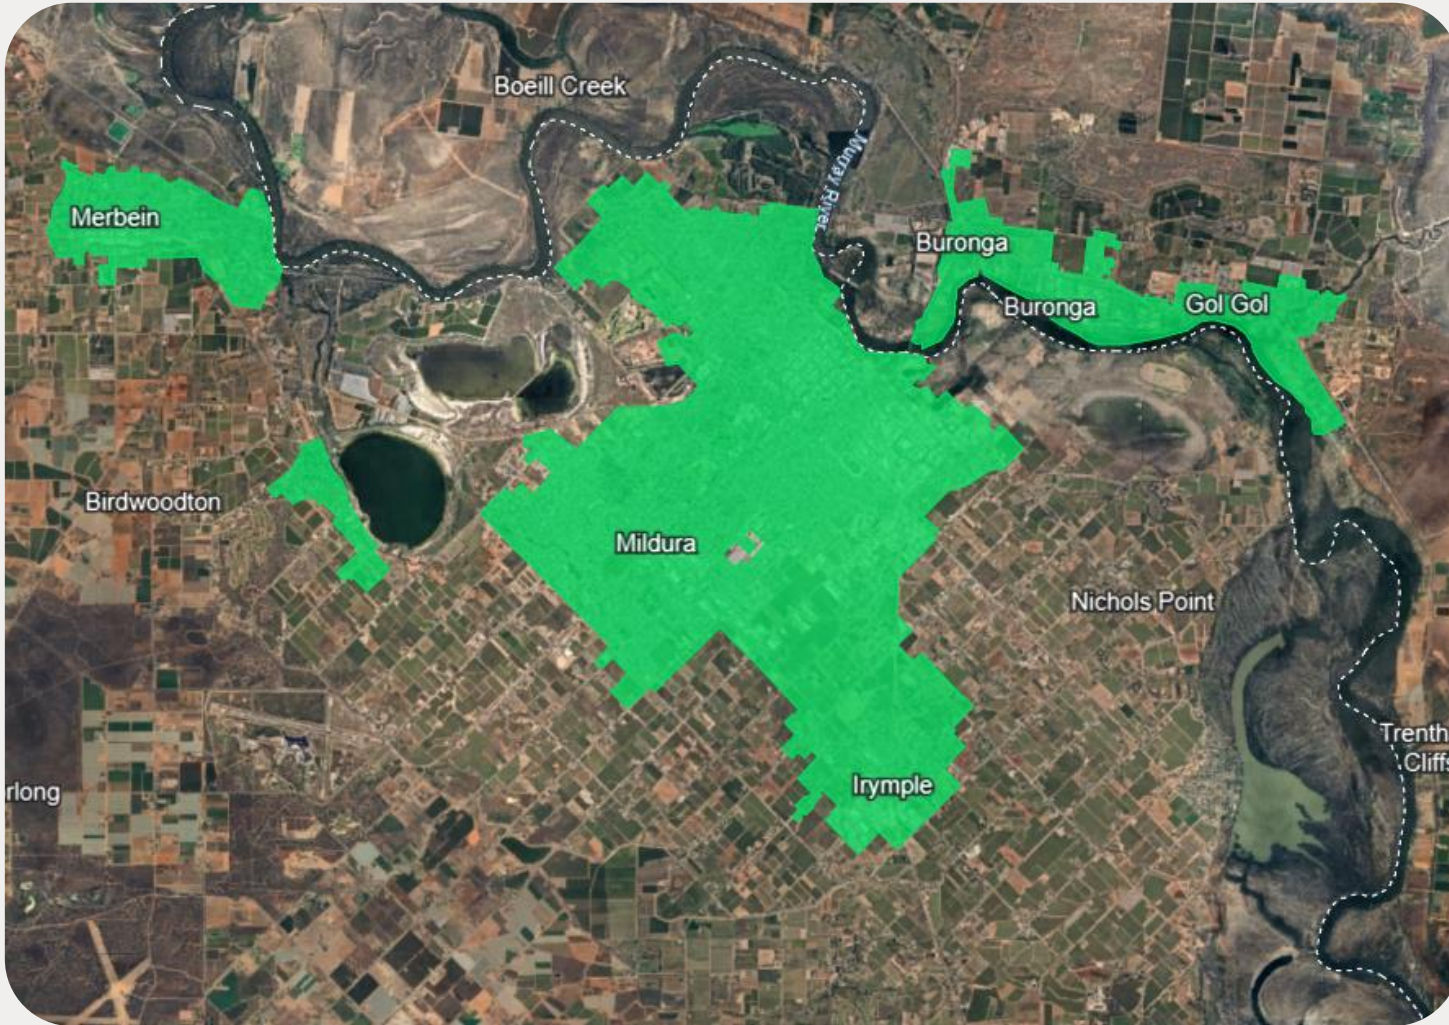 Boeill Creek
Murray River
Merbein
Buronga
Buronga
Gol Gol
Birdwoodton
Mildura
Nichols Point
Trenth
Cliffs
rlong
Irymple